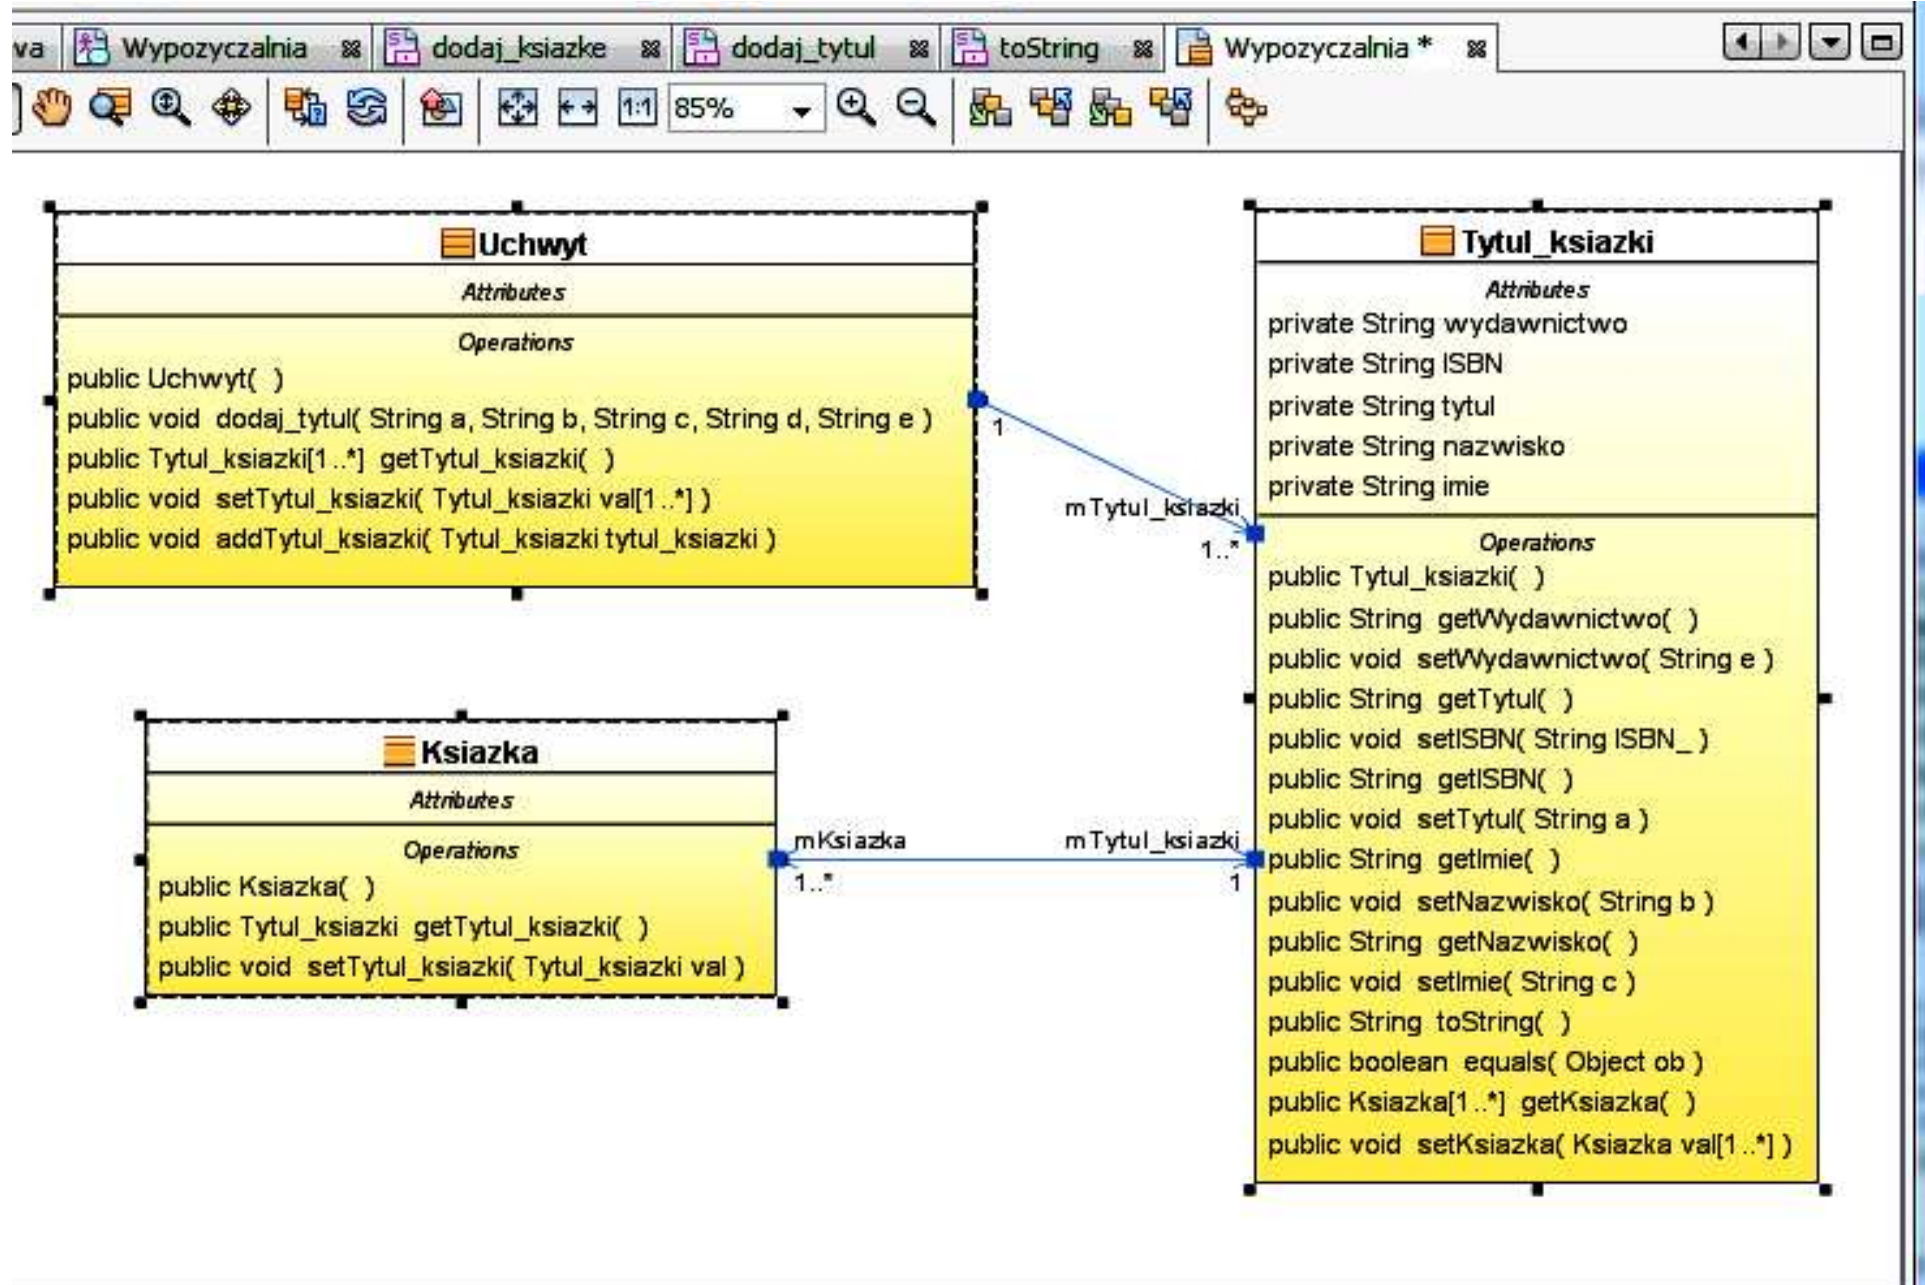 va Wypozyczalnia dodaj_ksiazke dodaj_tytul toString Wypozyczalnia *
1:1 85%
Uchwyt
Attributes
Operations
public Uchwyt( )
public void dodaj_tytul( String a, String b, String c, String d, String e )
public Tytul_ksiazki[1..*] getTytul_ksiazki( )
public void setTytul_ksiazki( Tytul_ksiazki val[1..*] )
public void addTytul_ksiazki( Tytul_ksiazki tytul_ksiazki )
1
mTytul_ksiazki
1..*
Ksiazka
Attributes
Operations
public Ksiazka( )
public Tytul_ksiazki getTytul_ksiazki( )
public void setTytul_ksiazki( Tytul_ksiazki val )
mKsiazka
1..*
mTytul_ksiazki
1
Tytul_ksiazki
Attributes
private String wydawnictwo
private String ISBN
private String tytul
private String nazwisko
private String imie
Operations
public Tytul_ksiazki( )
public String getWydawnictwo( )
public void setWydawnictwo( String e )
public String getTytul( )
public void setISBN( String ISBN_ )
public String getISBN( )
public void setTytul( String a )
public String getImie( )
public void setNazwisko( String b )
public String getNazwisko( )
public void setImie( String c )
public String toString( )
public boolean equals( Object ob )
public Ksiazka[1..*] getKsiazka( )
public void setKsiazka( Ksiazka val[1..*] )